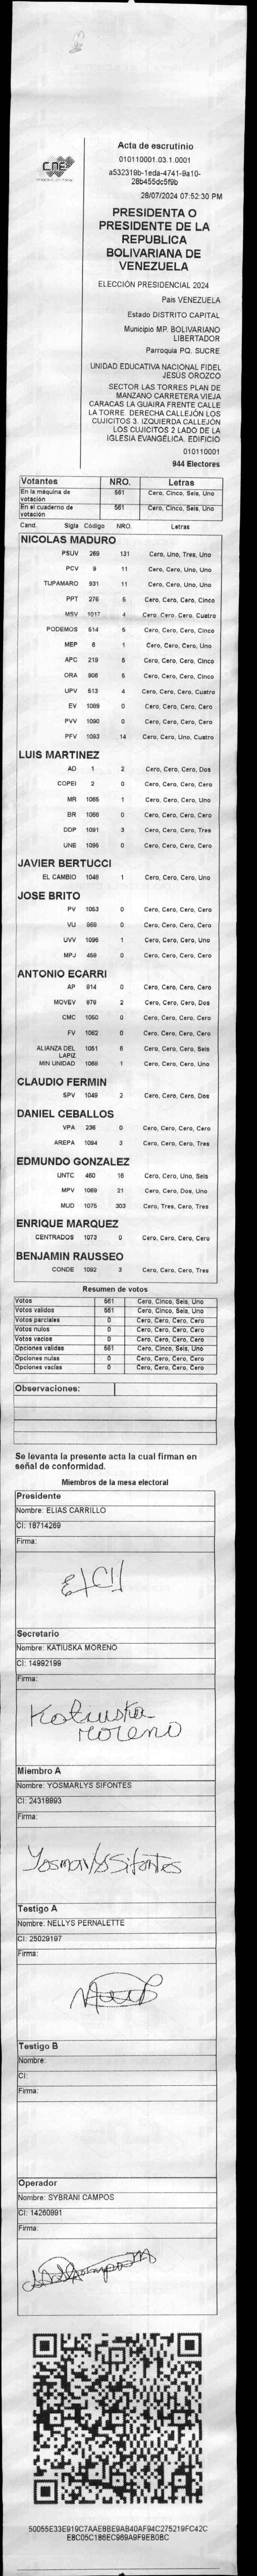 CNE
Acta de escrutinio
010110001.03.1.0001
a532319b-1eda-4741-9a10-
28b455dc5f9b
28/07/2024 07:52:30 PM
PRESIDENTA O
PRESIDENTE DE LA
REPUBLICA
BOLIVARIANA DE
VENEZUELA
ELECCIÓN PRESIDENCIAL 2024
Pais VENEZUELA
Estado DISTRITO CAPITAL
Municipio MP. BOLIVARIANO
LIBERTADOR
Parroquia PQ. SUCRE
UNIDAD EDUCATIVA NACIONAL FIDEL
JESÚS OROZCO
SECTOR LAS TORRES PLAN DE
MANZANO CARRETERA VIEJA
CARACAS LA GUAIRA FRENTE CALLE
LA TORRE. DERECHA CALLEJÓN LOS
CUJICITOS 3. IZQUIERDA CALLEJÓN
LOS CUJICITOS 2 LADO DE LA
IGLESIA EVANGÉLICA. EDIFICIO
010110001
944 Electores
Votantes NRO. Letras
En la máquina de votación 561 Cero, Cinco, Seis, Uno
En el cuaderno de votación 561 Cero, Cinco, Seis, Uno
Cand. Sigla Código NRO. Letras
NICOLAS MADURO
PSUV 269 131 Cero, Uno, Tres, Uno
PCV 9 11 Cero, Cero, Uno, Uno
TUPAMARO 931 11 Cero, Cero, Uno, Uno
PPT 275 5 Cero, Cero, Cero, Cinco
MSV 1017 4 Cero, Cero, Cero, Cuatro
PODEMOS 514 5 Cero, Cero, Cero, Cinco
MEP 6 1 Cero, Cero, Cero, Uno
APC 219 5 Cero, Cero, Cero, Cinco
ORA 906 5 Cero, Cero, Cero, Cinco
UPV 513 4 Cero, Cero, Cero, Cuatro
EV 1089 0 Cero, Cero, Cero, Cero
PVV 1090 0 Cero, Cero, Cero, Cero
PFV 1093 14 Cero, Cero, Uno, Cuatro
LUIS MARTINEZ
AD 1 2 Cero, Cero, Cero, Dos
COPEI 2 0 Cero, Cero, Cero, Cero
MR 1065 1 Cero, Cero, Cero, Uno
BR 1066 0 Cero, Cero, Cero, Cero
DDP 1091 3 Cero, Cero, Cero, Tres
UNE 1095 0 Cero, Cero, Cero, Cero
JAVIER BERTUCCI
EL CAMBIO 1048 1 Cero, Cero, Cero, Uno
JOSE BRITO
PV 1053 0 Cero, Cero, Cero, Cero
VU 869 0 Cero, Cero, Cero, Cero
UVV 1096 1 Cero, Cero, Cero, Uno
MPJ 459 0 Cero, Cero, Cero, Cero
ANTONIO ECARRI
AP 814 0 Cero, Cero, Cero, Cero
MOVEV 979 2 Cero, Cero, Cero, Dos
CMC 1050 0 Cero, Cero, Cero, Cero
FV 1062 0 Cero, Cero, Cero, Cero
ALIANZA DEL LAPIZ 1051 6 Cero, Cero, Cero, Seis
MIN UNIDAD 1068 1 Cero, Cero, Cero, Uno
CLAUDIO FERMIN
SPV 1049 2 Cero, Cero, Cero, Dos
DANIEL CEBALLOS
VPA 236 0 Cero, Cero, Cero, Cero
AREPA 1094 3 Cero, Cero, Cero, Tres
EDMUNDO GONZALEZ
UNTC 460 16 Cero, Cero, Uno, Seis
MPV 1069 21 Cero, Cero, Dos, Uno
MUD 1075 303 Cero, Tres, Cero, Tres
ENRIQUE MARQUEZ
CENTRADOS 1073 0 Cero, Cero, Cero, Cero
BENJAMIN RAUSSEO
CONDE 1092 3 Cero, Cero, Cero, Tres
Resumen de votos
Votos 561 Cero, Cinco, Seis, Uno
Votos validos 561 Cero, Cinco, Seis, Uno
Votos parciales 0 Cero, Cero, Cero, Cero
Votos nulos 0 Cero, Cero, Cero, Cero
Votos vacios 0 Cero, Cero, Cero, Cero
Opciones validas 561 Cero, Cinco, Seis, Uno
Opciones nulas 0 Cero, Cero, Cero, Cero
Opciones vacias 0 Cero, Cero, Cero, Cero
Observaciones:
Se levanta la presente acta la cual firman en
señal de conformidad.
Miembros de la mesa electoral
Presidente
Nombre: ELIAS CARRILLO
CI: 18714269
Firma:
Secretario
Nombre: KATIUSKA MORENO
CI: 14992199
Firma:
Katiuska
Moreno
Miembro A
Nombre: YOSMARLYS SIFONTES
CI: 24318893
Firma:
Yosmarlys Sifontes
Testigo A
Nombre: NELLYS PERNALETTE
CI: 25029197
Firma:
Testigo B
Nombre:
CI:
Firma:
Operador
Nombre: SYBRANI CAMPOS
CI: 14260991
Firma:
50055E33E919C7AAE8BE9AB40AF94C275219FC42C
EBC05C186EC969A9F9EB0BC